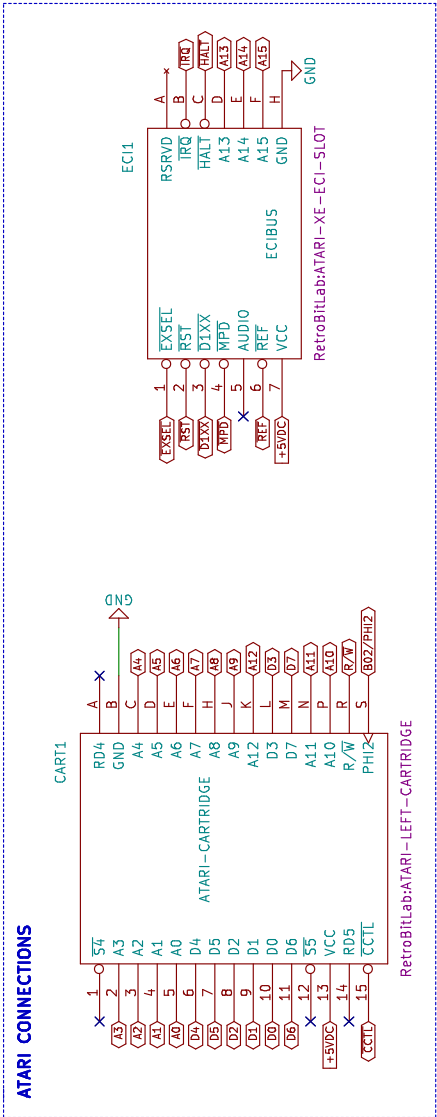 ATARI CONNECTIONS
CART1
ATARI-CARTRIDGE
RetroBitLab:ATARI-LEFT-CARTRIDGE
1 S4
A3 2 A3
A2 3 A2
A1 4 A1
A0 5 A0
D4 6 D4
D5 7 D5
D2 8 D2
D1 9 D1
D0 10 D0
D6 11 D6
12 S5
+5VDC 13 VCC
14 RD5
CCTL 15 CCTL
RD4 A
GND B GND
A4 C A4
A5 D A5
A6 E A6
A7 F A7
A8 H A8
A9 J A9
A12 K A12
D3 L D3
D7 M D7
A11 N A11
A10 P A10
R/W R R/W
PHI2 S BO2/PHI2
ECI1
ECIBUS
RetroBitLab:ATARI-XE-ECI-SLOT
EXSEL 1 EXSEL
RST 2 RST
D1XX 3 D1XX
MPD 4 MPD
5 AUDIO
REF 6 REF
+5VDC 7 VCC
RSRVD A
IRQ B IRQ
HALT C HALT
A13 D A13
A14 E A14
A15 F A15
GND H GND